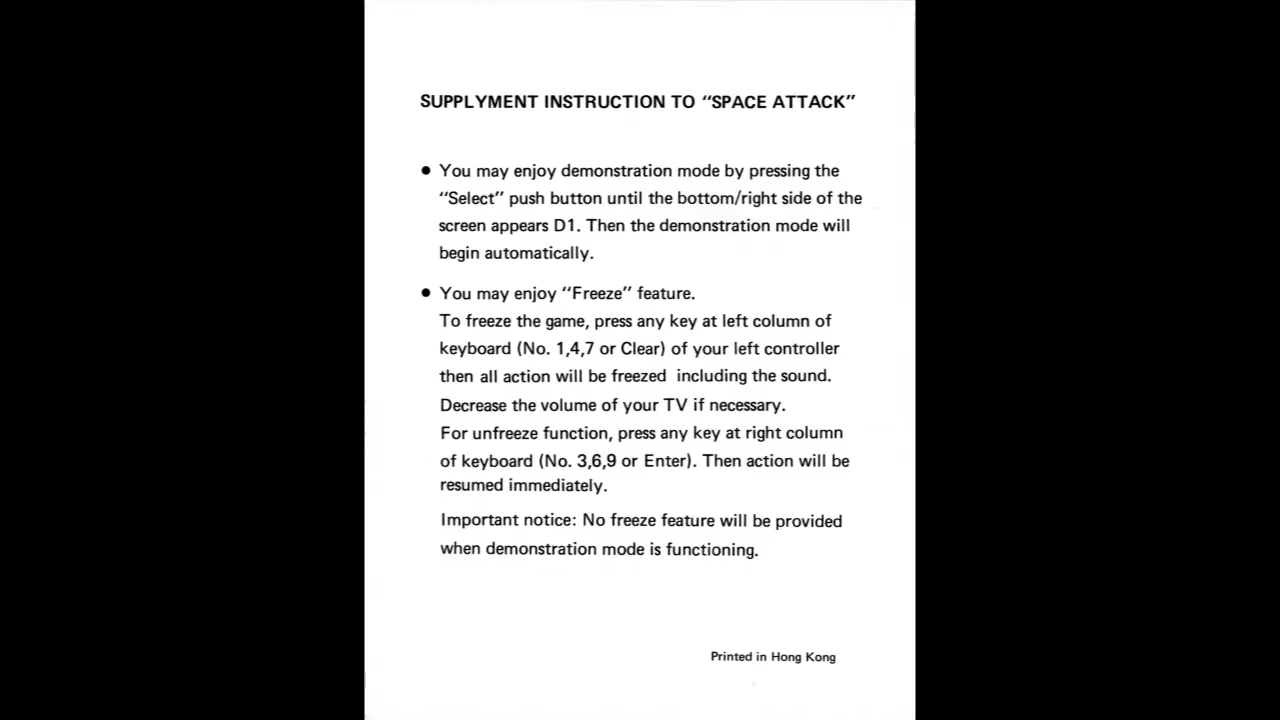 SUPPLYMENT INSTRUCTION TO “SPACE ATTACK”
● You may enjoy demonstration mode by pressing the
“Select” push button until the bottom/right side of the
screen appears D1. Then the demonstration mode will
begin automatically.
● You may enjoy “Freeze” feature.
To freeze the game, press any key at left column of
keyboard (No. 1,4,7 or Clear) of your left controller
then all action will be freezed including the sound.
Decrease the volume of your TV if necessary.
For unfreeze function, press any key at right column
of keyboard (No. 3,6,9 or Enter). Then action will be
resumed immediately.
Important notice: No freeze feature will be provided
when demonstration mode is functioning.
Printed in Hong Kong